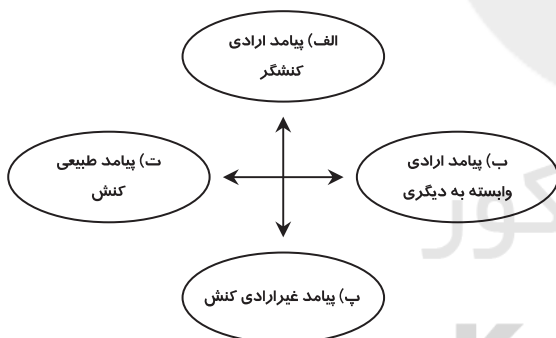 الف) پیامد ارادی
کنشگر
ب) پیامد ارادی
وابسته به دیگری
ت) پیامد طبیعی
کنش
پ) پیامد غیرارادی کنش